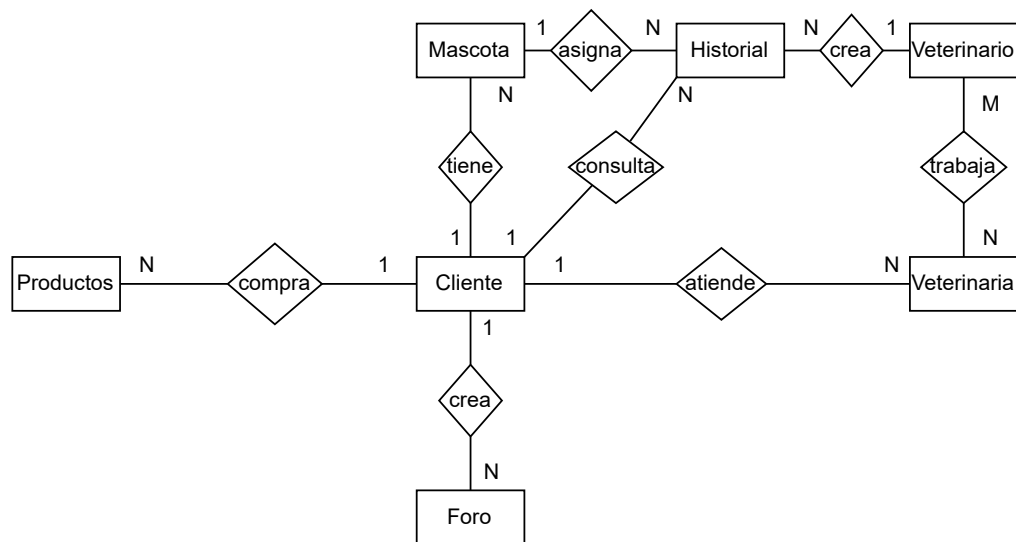 Mascota
1
asigna
N
Historial
N
crea
1
Veterinario
N
N
M
tiene
consulta
trabaja
1
1
N
Productos
N
compra
1
Cliente
1
atiende
N
Veterinaria
1
crea
N
Foro